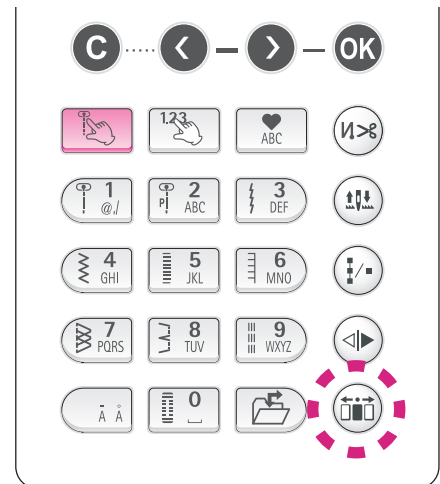 C OK
1.2.3 ABC
1 @./ P 2 ABC 3 DEF
4 GHI 5 JKL 6 MNO
7 PQRS 8 TUV 9 WXYZ
Ā Â 0